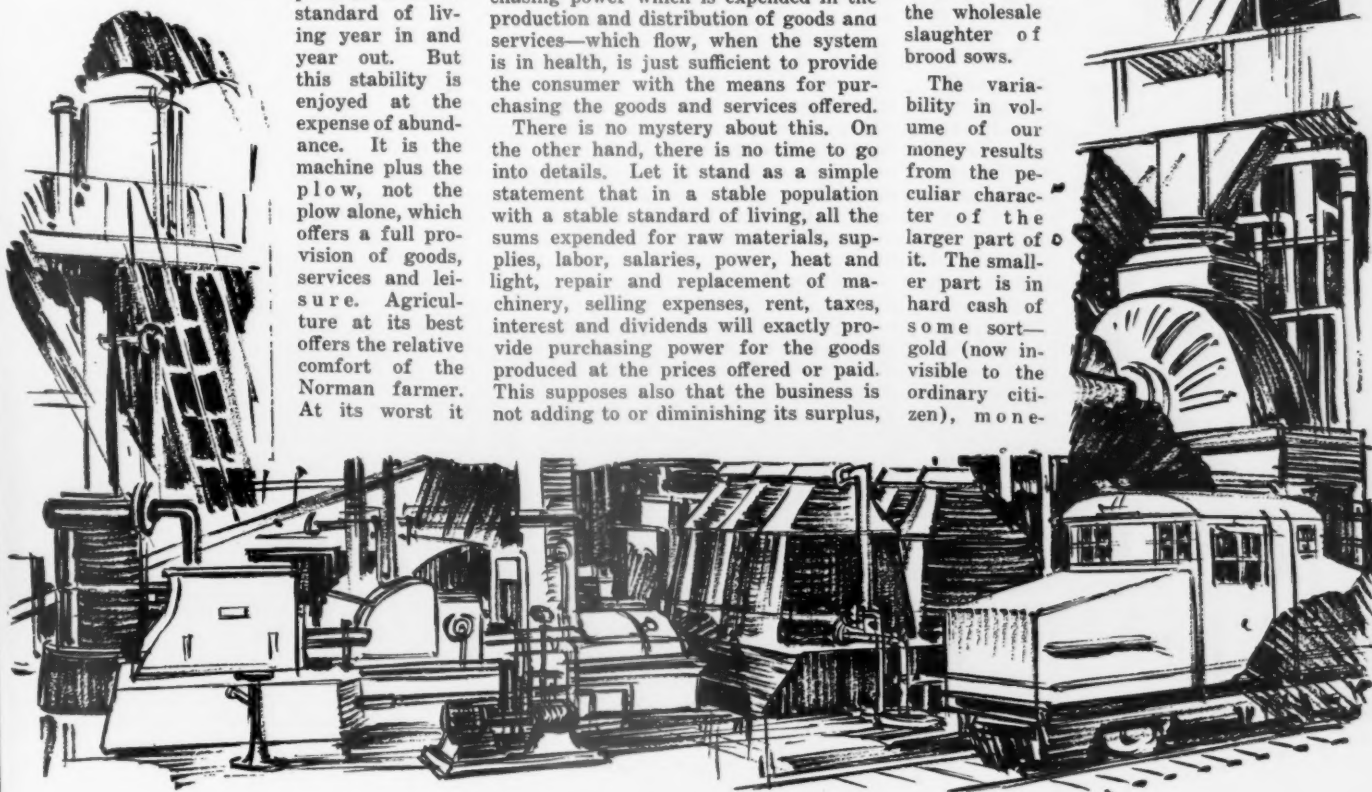 standard of liv-
ing year in and
year out. But
this stability is
enjoyed at the
expense of abund-
ance. It is the
machine plus the
plow, not the
plow alone, which
offers a full pro-
vision of goods,
services and lei-
sure. Agricul-
ture at its best
offers the relative
comfort of the
Norman farmer.
At its worst it
chasing power which is expended in the
production and distribution of goods and
services—which flow, when the system
is in health, is just sufficient to provide
the consumer with the means for pur-
chasing the goods and services offered.
There is no mystery about this. On
the other hand, there is no time to go
into details. Let it stand as a simple
statement that in a stable population
with a stable standard of living, all the
sums expended for raw materials, sup-
plies, labor, salaries, power, heat and
light, repair and replacement of ma-
chinery, selling expenses, rent, taxes,
interest and dividends will exactly pro-
vide purchasing power for the goods
produced at the prices offered or paid.
This supposes also that the business is
not adding to or diminishing its surplus,
the wholesale
slaughter of
brood sows.
The varia-
bility in vol-
ume of our
money results
from the pe-
culiar charac-
ter of the
larger part of
it. The small-
er part is in
hard cash of
some sort—
gold (now in-
visible to the
ordinary citi-
zen), mone-